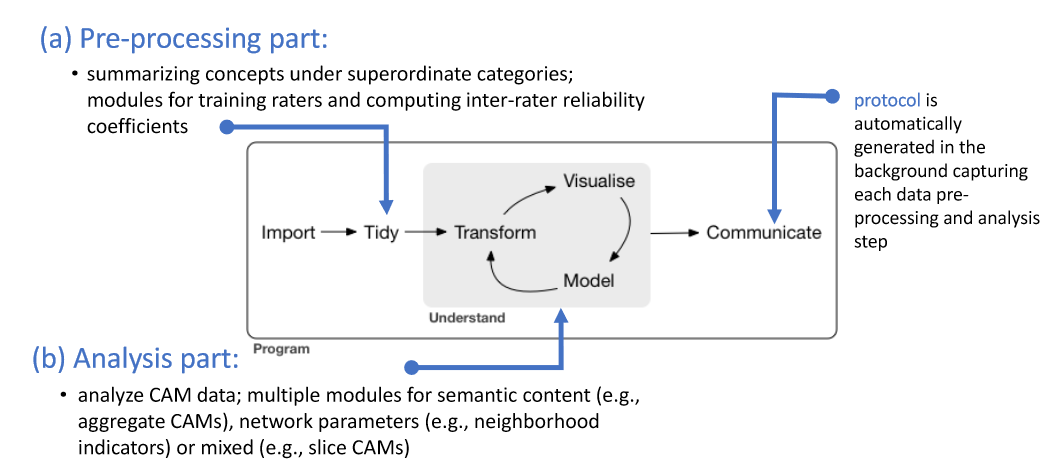 (a) Pre-processing part:
• summarizing concepts under superordinate categories;
modules for training raters and computing inter-rater reliability
coefficients
protocol is
automatically
generated in the
background capturing
each data pre-
processing and analysis
step
Visualise
Import
Tidy
Transform
Communicate
Model
Understand
Program
(b) Analysis part:
• analyze CAM data; multiple modules for semantic content (e.g.,
aggregate CAMs), network parameters (e.g., neighborhood
indicators) or mixed (e.g., slice CAMs)